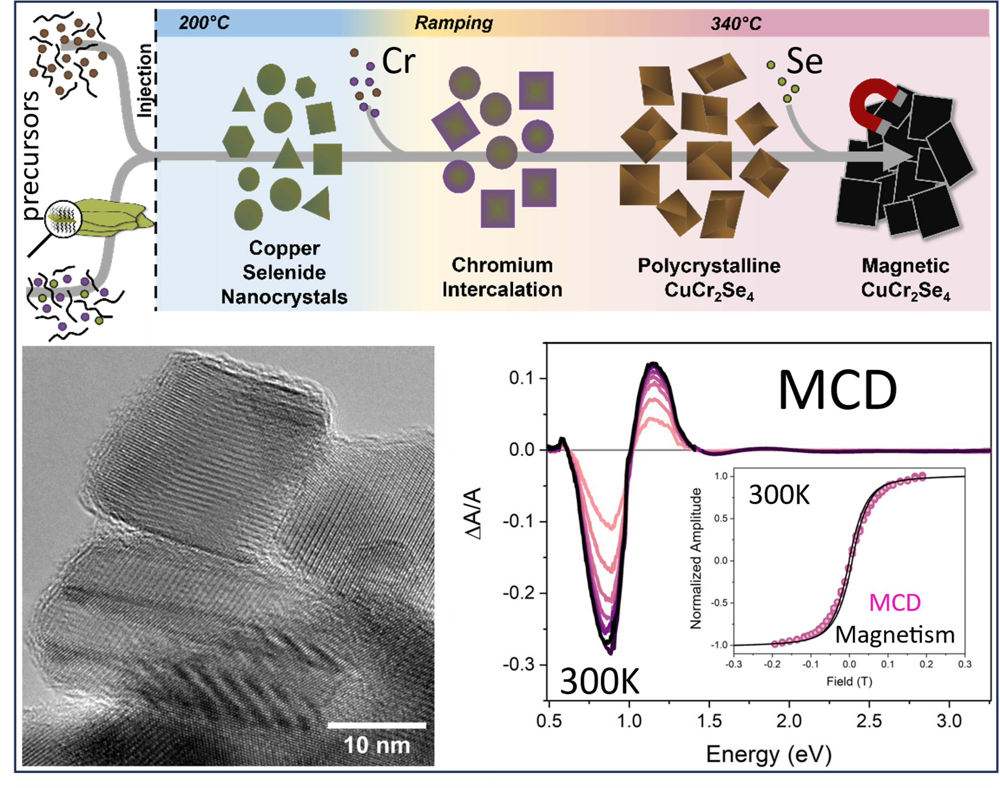 200°C
Ramping
340°C
precursors
Injection
Cr
Se
Copper
Selenide
Nanocrystals
Chromium
Intercalation
Polycrystalline
CuCr₂Se₄
Magnetic
CuCr₂Se₄
10 nm
MCD
0.1
0.0
-0.1
-0.2
-0.3
ΔA/A
300K
0.5 1.0 1.5 2.0 2.5 3.0
Energy (eV)
300K
1.0
0.5
0.0
-0.5
-1.0
Normalized Amplitude
MCD
Magnetism
-0.3 -0.2 -0.1 0.0 0.1 0.2 0.3
Field (T)